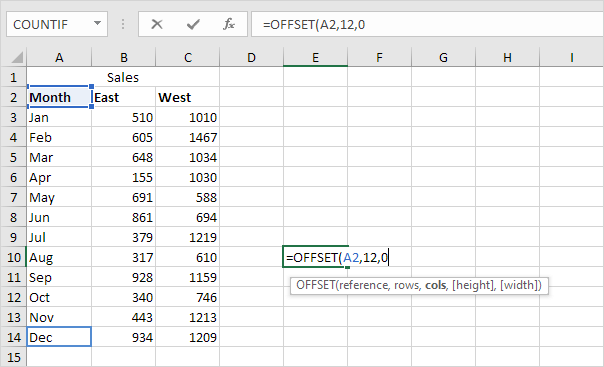 COUNTIF fx =OFFSET(A2,12,0
A B C D E F G H I
1 Sales
2 Month East West
3 Jan 510 1010
4 Feb 605 1467
5 Mar 648 1034
6 Apr 155 1030
7 May 691 588
8 Jun 861 694
9 Jul 379 1219
10 Aug 317 610 =OFFSET(A2,12,0
11 Sep 928 1159 OFFSET(reference, rows, cols, [height], [width])
12 Oct 340 746
13 Nov 443 1213
14 Dec 934 1209
15